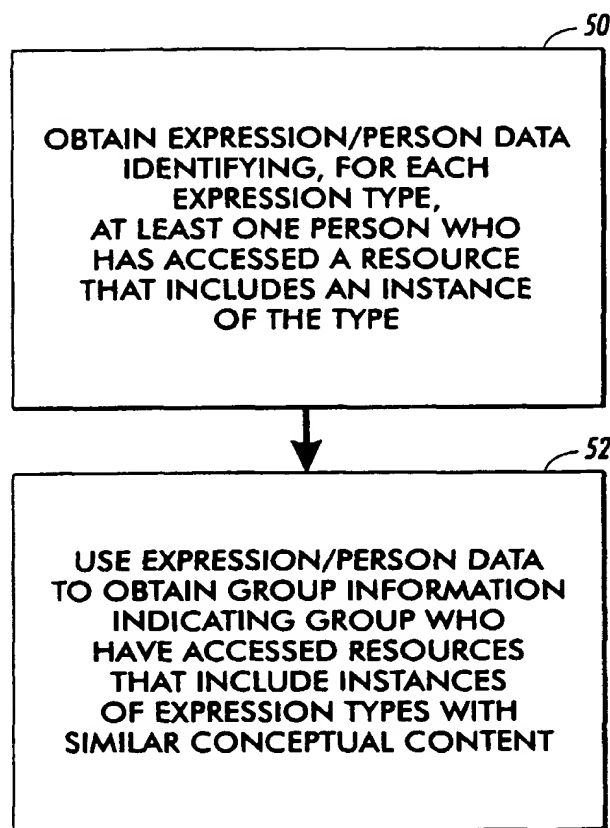 50
OBTAIN EXPRESSION/PERSON DATA
IDENTIFYING, FOR EACH
EXPRESSION TYPE,
AT LEAST ONE PERSON WHO
HAS ACCESSED A RESOURCE
THAT INCLUDES AN INSTANCE
OF THE TYPE
52
USE EXPRESSION/PERSON DATA
TO OBTAIN GROUP INFORMATION
INDICATING GROUP WHO
HAVE ACCESSED RESOURCES
THAT INCLUDE INSTANCES
OF EXPRESSION TYPES WITH
SIMILAR CONCEPTUAL CONTENT